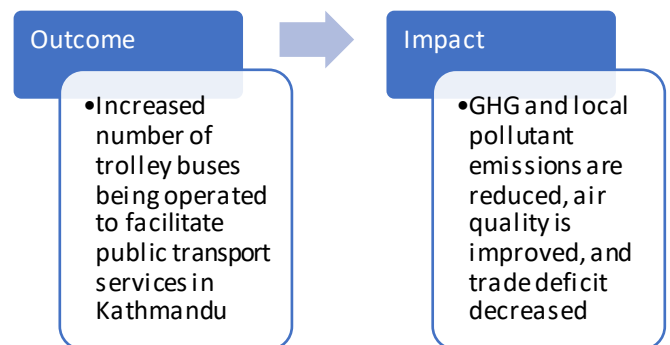 Outcome
•Increased
number of
trolley buses
being operated
to facilitate
public transport
services in
Kathmandu
Impact
•GHG and local
pollutant
emissions are
reduced, air
quality is
improved, and
trade deficit
decreased